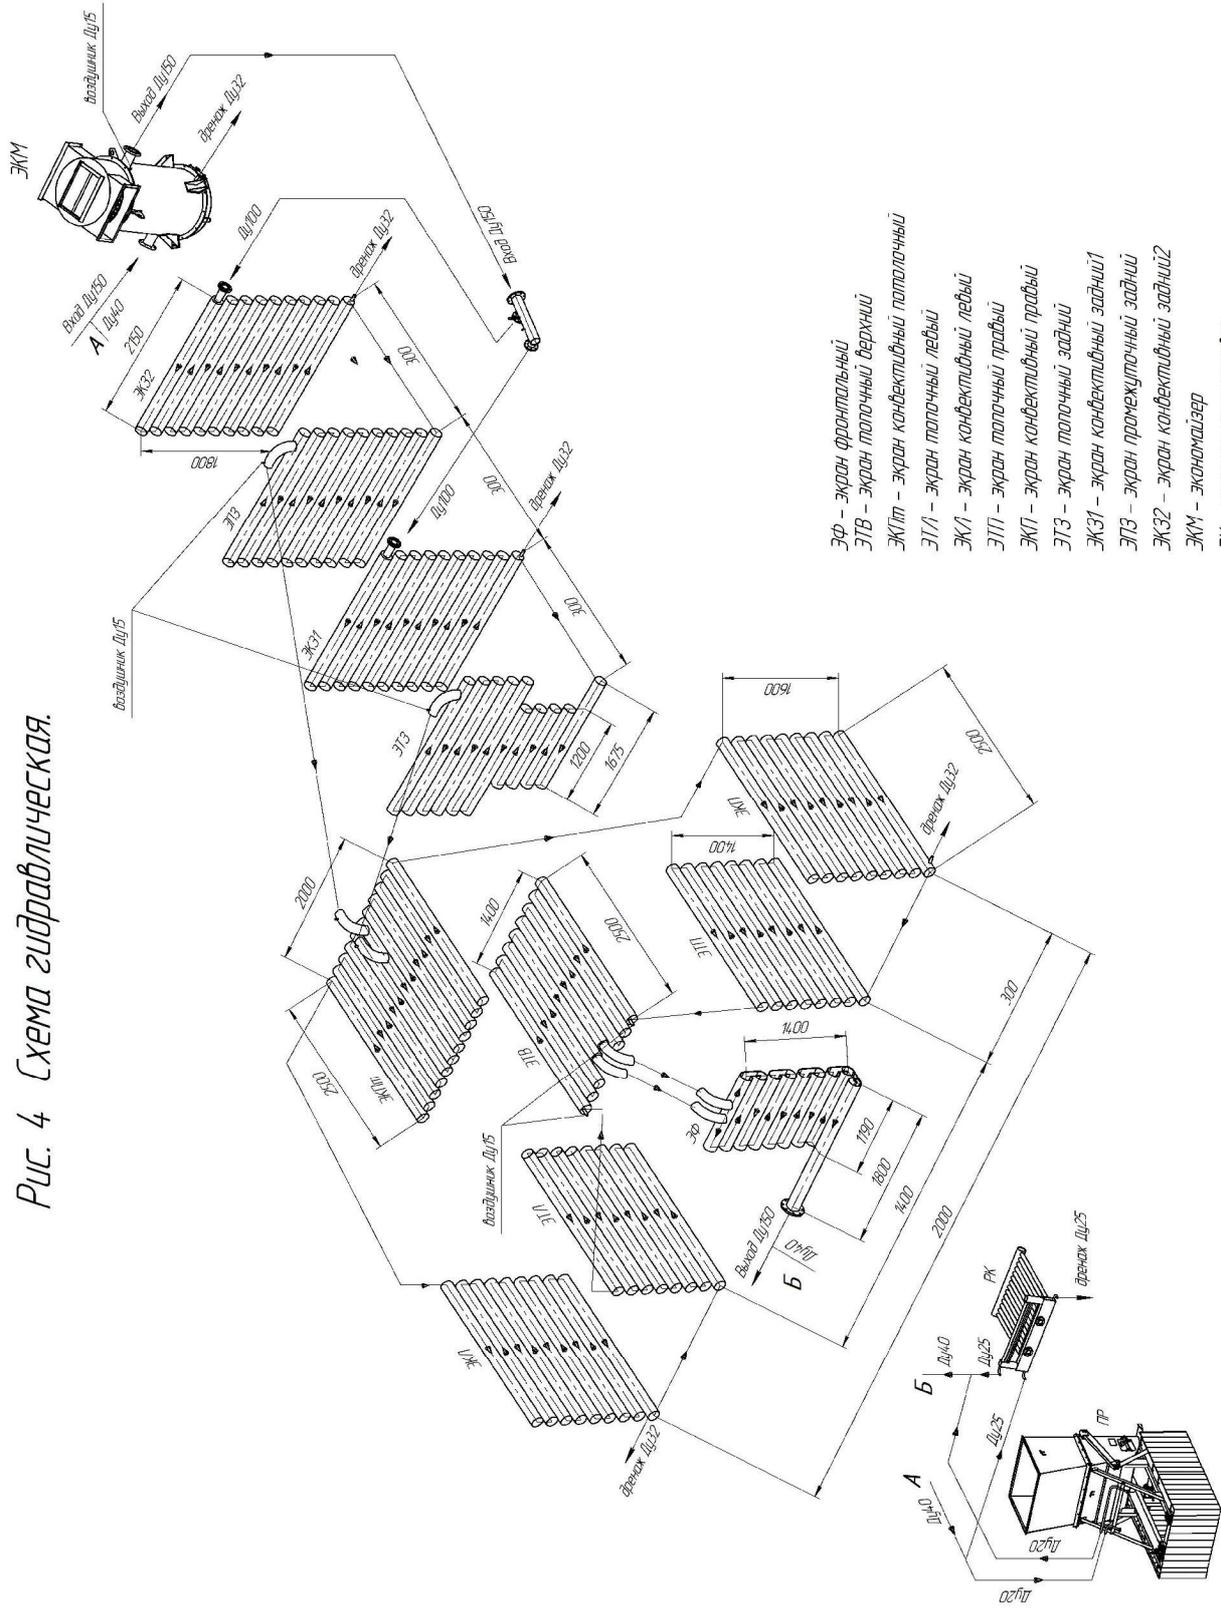 Рис. 4 Схема гидравлическая.
ЭКМ
воздушник Ду15
Выход Ду150
дренаж Ду32
Вход Ду150
А
Ду40
Ду100
2150
ЭКЗ2
дренаж Ду32
Вход Ду150
1800
300
ЭПЗ
Ду100
300
дренаж Ду32
воздушник Ду15
ЭКЗ1
300
ЭТЗ
1200
1675
2000
2500
ЭКПт
1400
2500
ЭТВ
воздушник Ду15
1600
ЭКП
2500
дренаж Ду32
1400
ЭТП
300
1400
ЭФ
1190
1800
1400
2000
Выход Ду150
Ду40
Б
ЭТЛ
ЭКЛ
дренаж Ду32
РК
дренаж Ду25
Б
Ду40
Ду25
Ду25
ПР
Ду40
А
Ду20
Ду20
ЭФ – экран фронтальный
ЭТВ – экран топочный верхний
ЭКПт – экран конвективный потолочный
ЭТЛ – экран топочный левый
ЭКЛ – экран конвективный левый
ЭТП – экран топочный правый
ЭКП – экран конвективный правый
ЭТЗ – экран топочный задний
ЭКЗ1 – экран конвективный задний1
ЭПЗ – экран промежуточный задний
ЭКЗ2 – экран конвективный задний2
ЭКМ – экономайзер